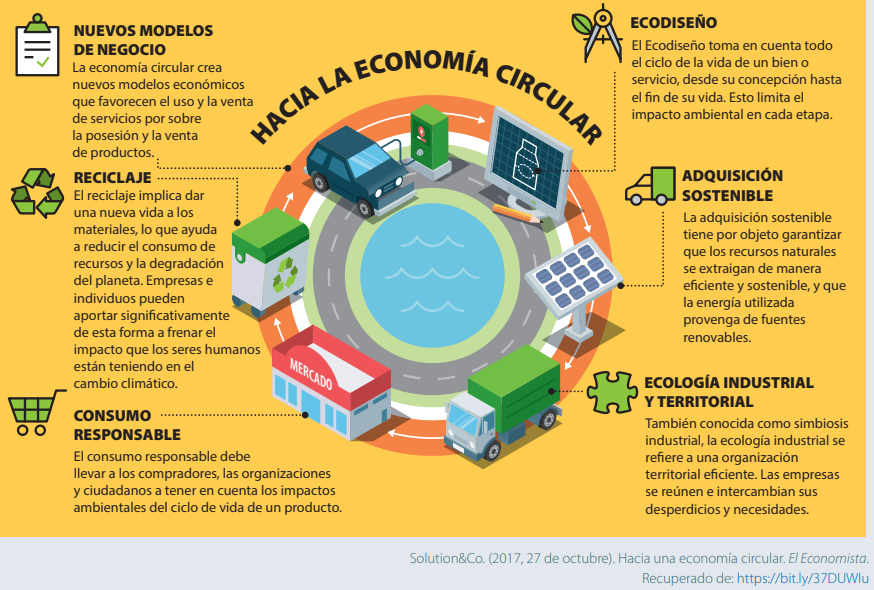 HACIA LA ECONOMÍA CIRCULAR
NUEVOS MODELOS
DE NEGOCIO
La economía circular crea
nuevos modelos económicos
que favorecen el uso y la venta
de servicios por sobre
la posesión y la venta
de productos.
RECICLAJE
El reciclaje implica dar
una nueva vida a los
materiales, lo que ayuda
a reducir el consumo de
recursos y la degradación
del planeta. Empresas e
individuos pueden
aportar significativamente
de esta forma a frenar el
impacto que los seres humanos
están teniendo en el
cambio climático.
CONSUMO
RESPONSABLE
El consumo responsable debe
llevar a los compradores, las organizaciones
y ciudadanos a tener en cuenta los impactos
ambientales del ciclo de vida de un producto.
MERCADO
ECODISEÑO
El Ecodiseño toma en cuenta todo
el ciclo de la vida de un bien o
servicio, desde su concepción hasta
el fin de su vida. Esto limita el
impacto ambiental en cada etapa.
ADQUISICIÓN
SOSTENIBLE
La adquisición sostenible
tiene por objeto garantizar
que los recursos naturales
se extraigan de manera
eficiente y sostenible, y que
la energía utilizada
provenga de fuentes
renovables.
ECOLOGÍA INDUSTRIAL
Y TERRITORIAL
También conocida como simbiosis
industrial, la ecología industrial se
refiere a una organización
territorial eficiente. Las empresas
se reúnen e intercambian sus
desperdicios y necesidades.
Solution&Co. (2017, 27 de octubre). Hacia una economía circular. El Economista.
Recuperado de: https://bit.ly/37DUWIu